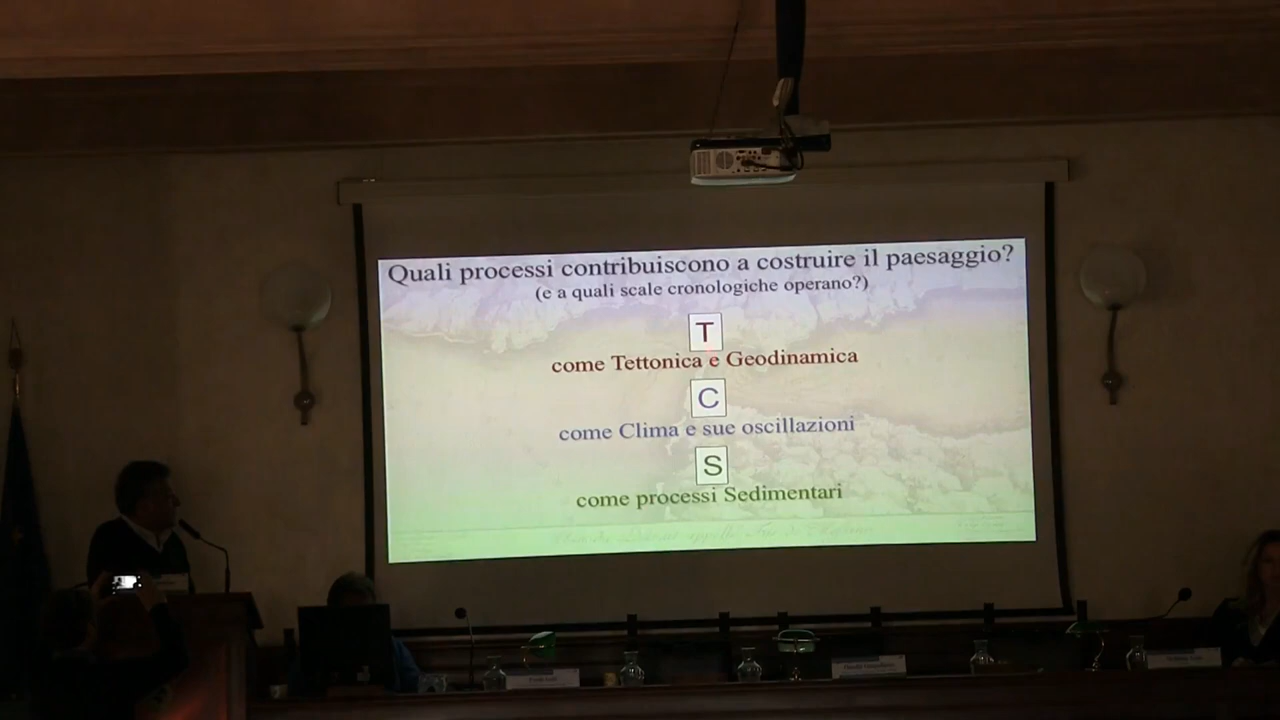 Quali processi contribuiscono a costruire il paesaggio?
(e a quali scale cronologiche operano?)
T
come Tettonica e Geodinamica
C
come Clima e sue oscillazioni
S
come processi Sedimentari